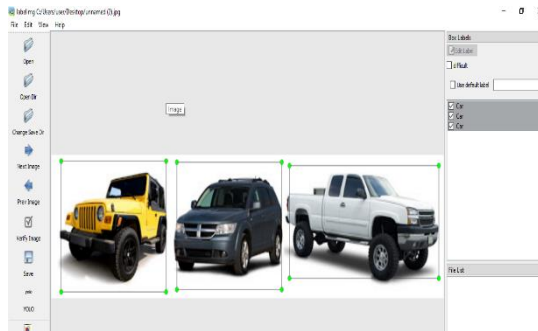 labelImg C:\Users\user\Desktop\unnamed (3).jpg
File Edit View Help
Open
Open Dir
Change Save Dir
Next Image
Prev Image
Verify Image
Save
YOLO
Image
Box Labels
Edit Label
difficult
Use default label
Car
Car
Car
File List